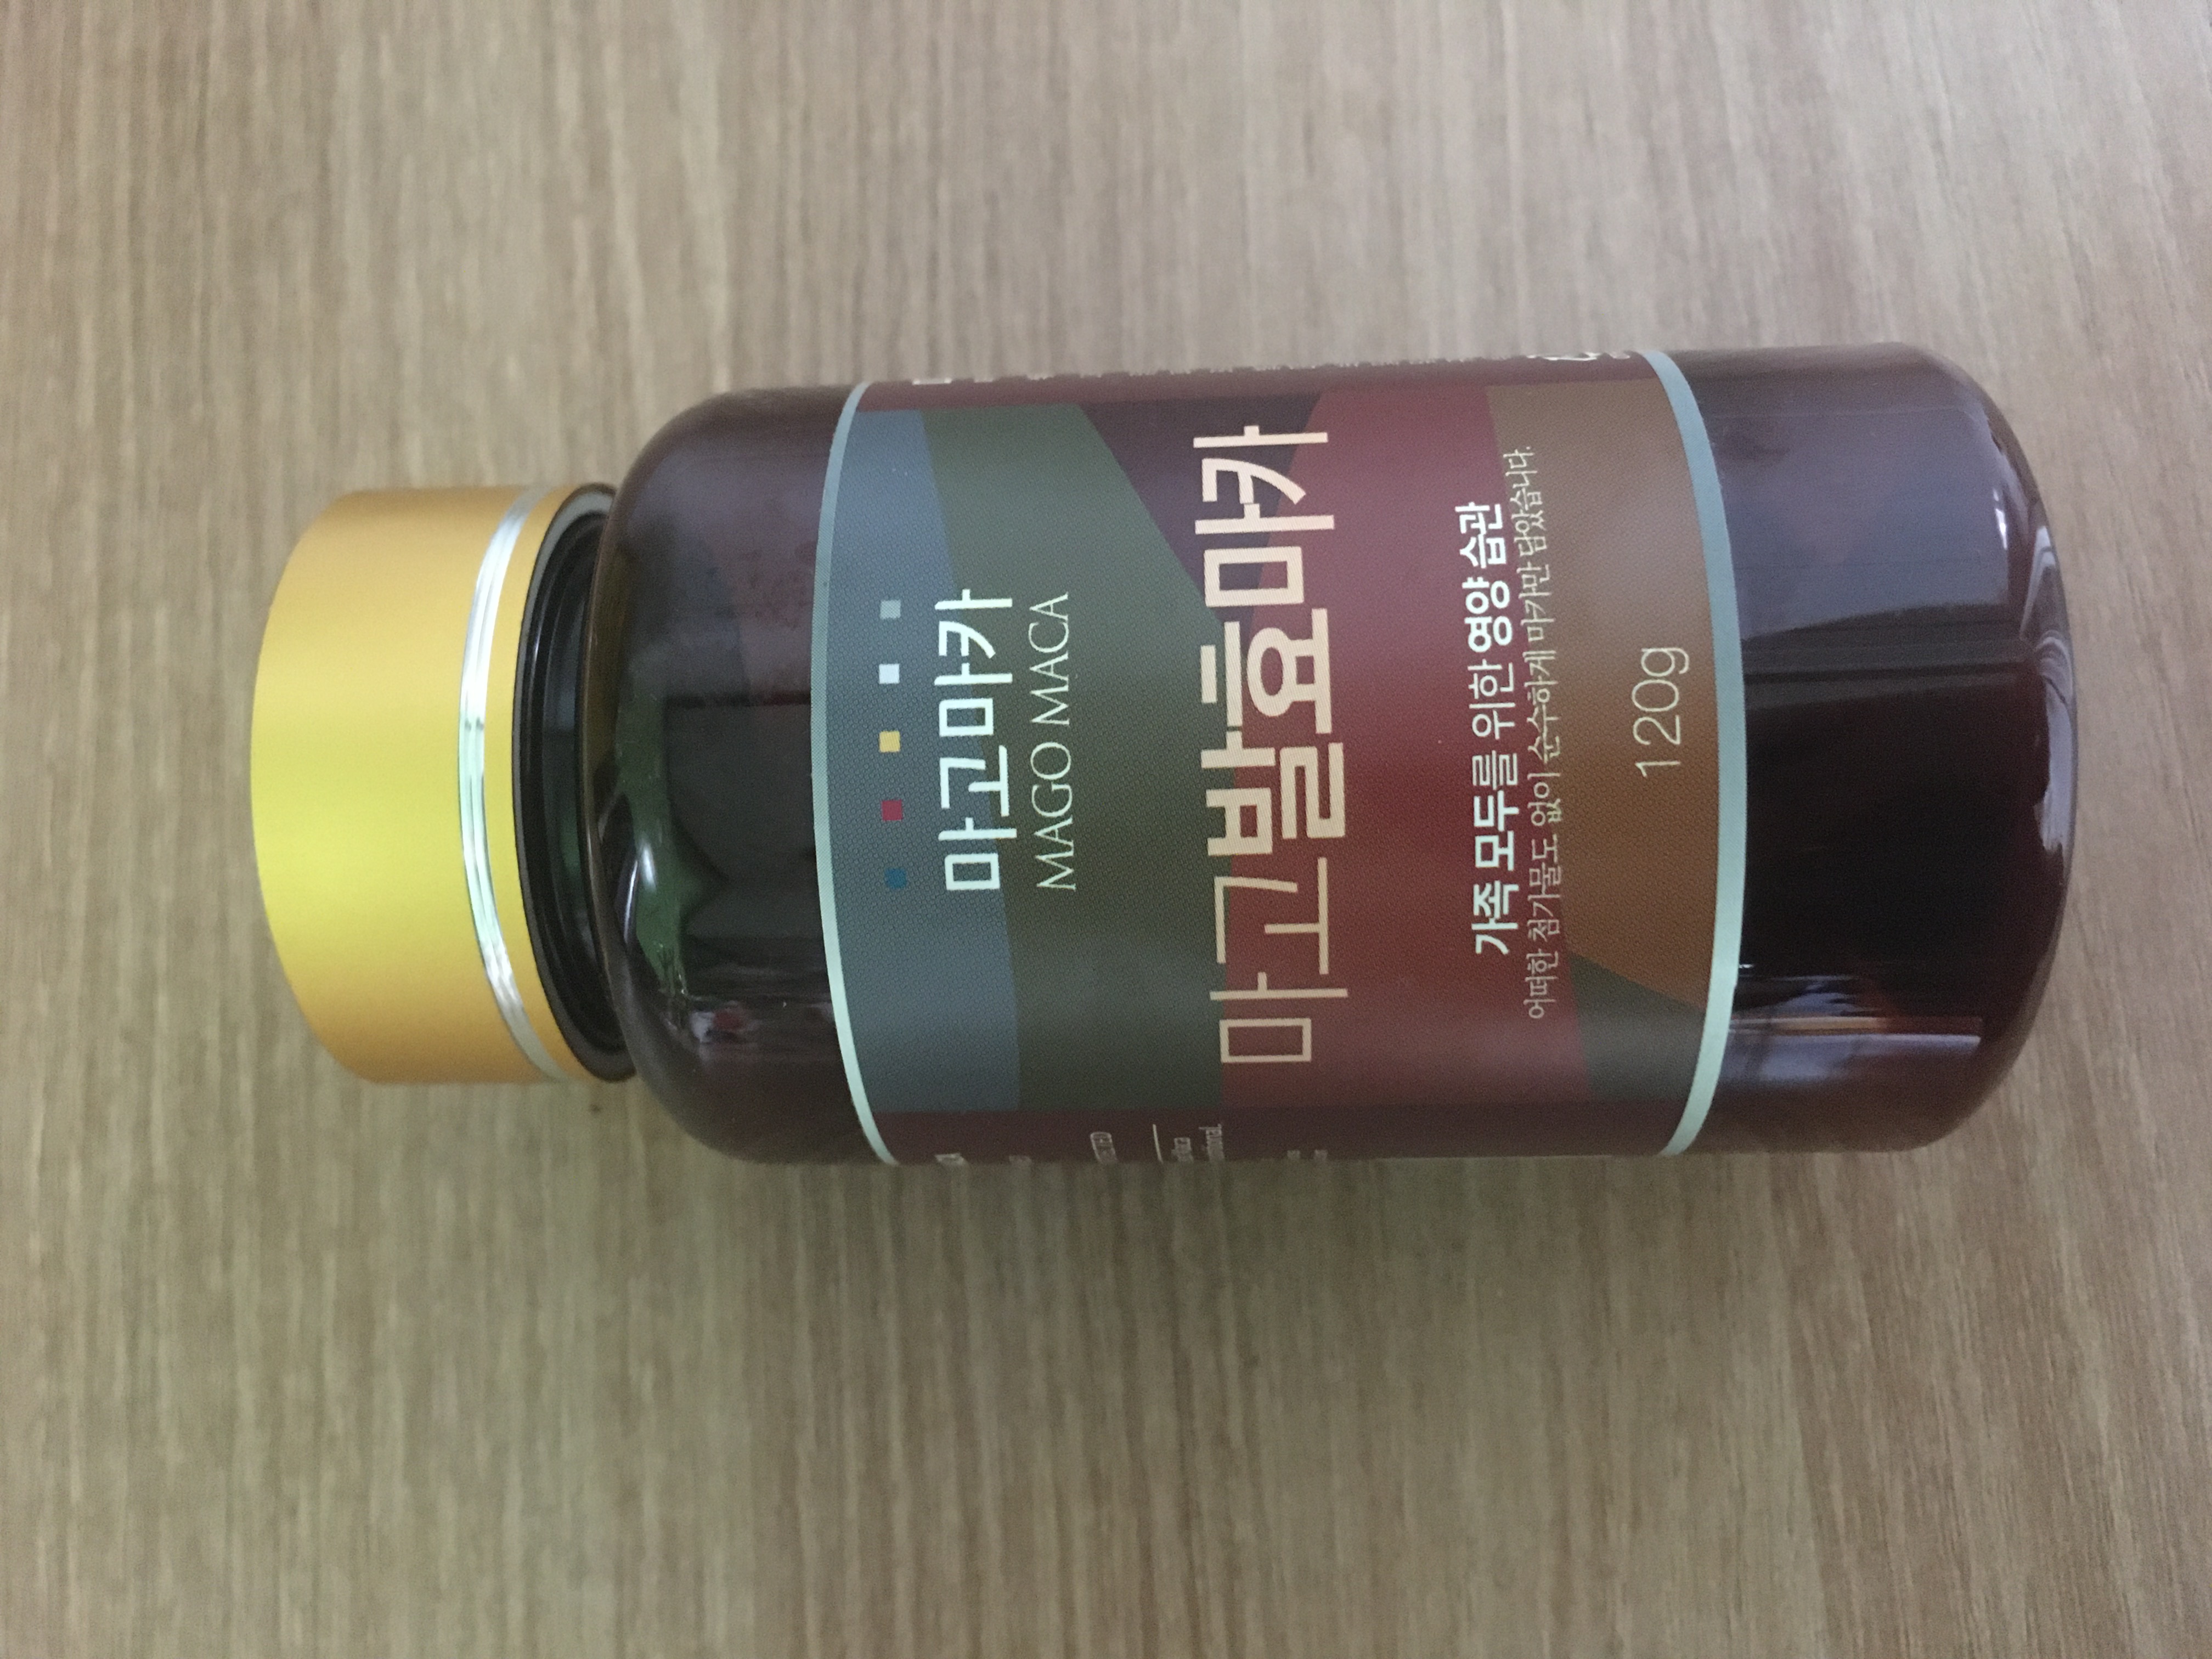 마고마카
MAGO MACA
마고발효마카
가족 모두를 위한 영양 습관
어떠한 첨가물도 없이 순수하게 마카만 담았습니다.
120g